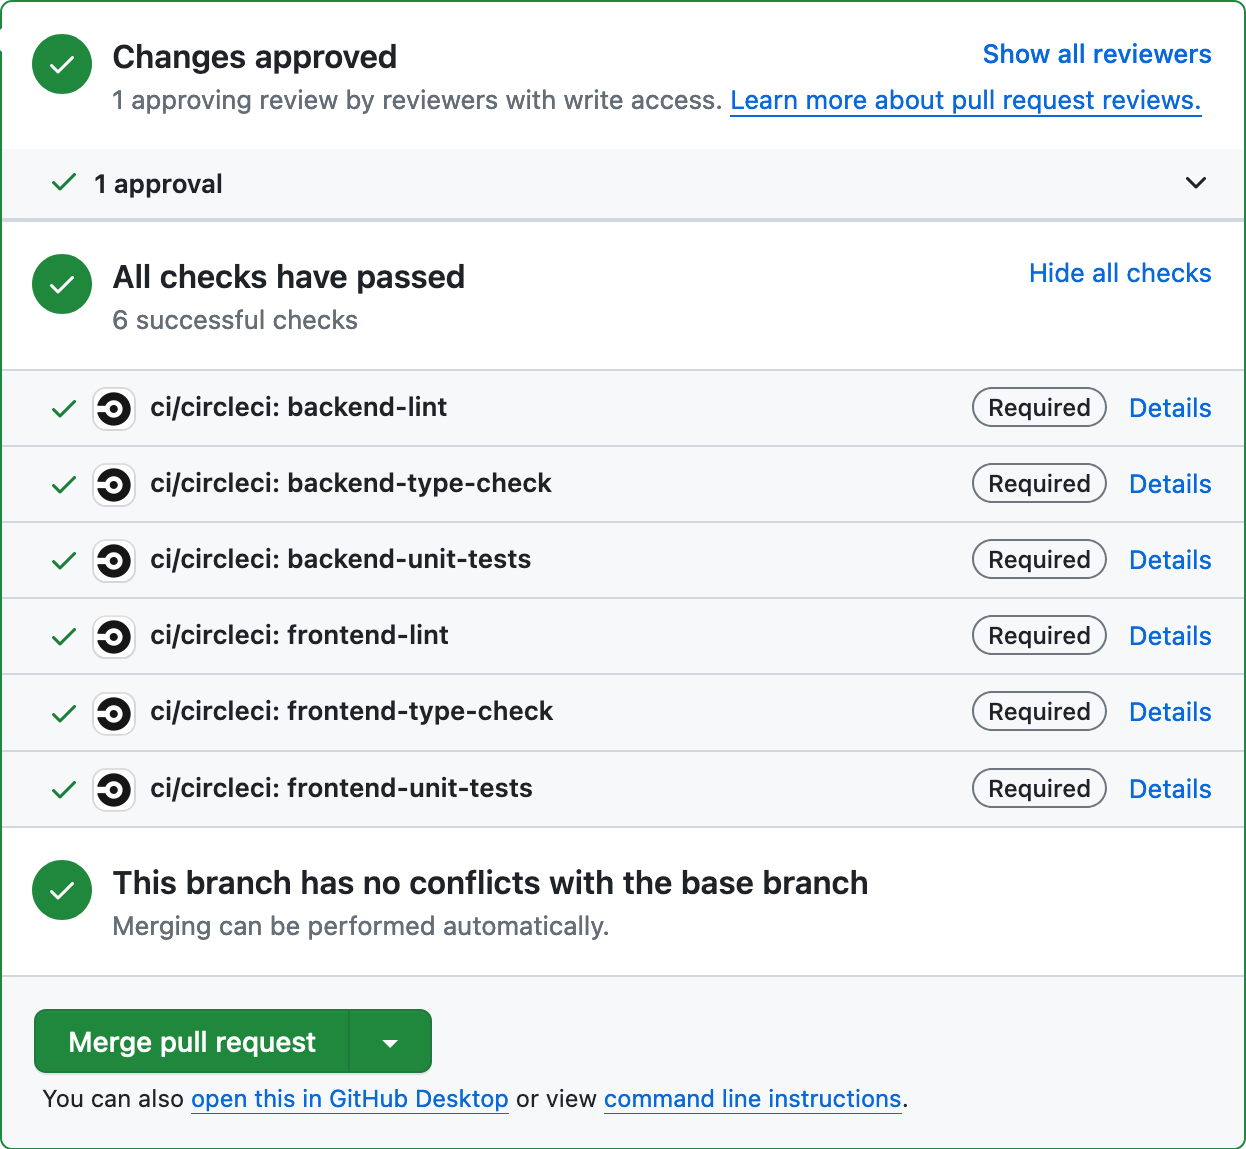 Changes approved
Show all reviewers
1 approving review by reviewers with write access. Learn more about pull request reviews.
1 approval
All checks have passed
Hide all checks
6 successful checks
ci/circleci: backend-lint Required Details
ci/circleci: backend-type-check Required Details
ci/circleci: backend-unit-tests Required Details
ci/circleci: frontend-lint Required Details
ci/circleci: frontend-type-check Required Details
ci/circleci: frontend-unit-tests Required Details
This branch has no conflicts with the base branch
Merging can be performed automatically.
Merge pull request
You can also open this in GitHub Desktop or view command line instructions.